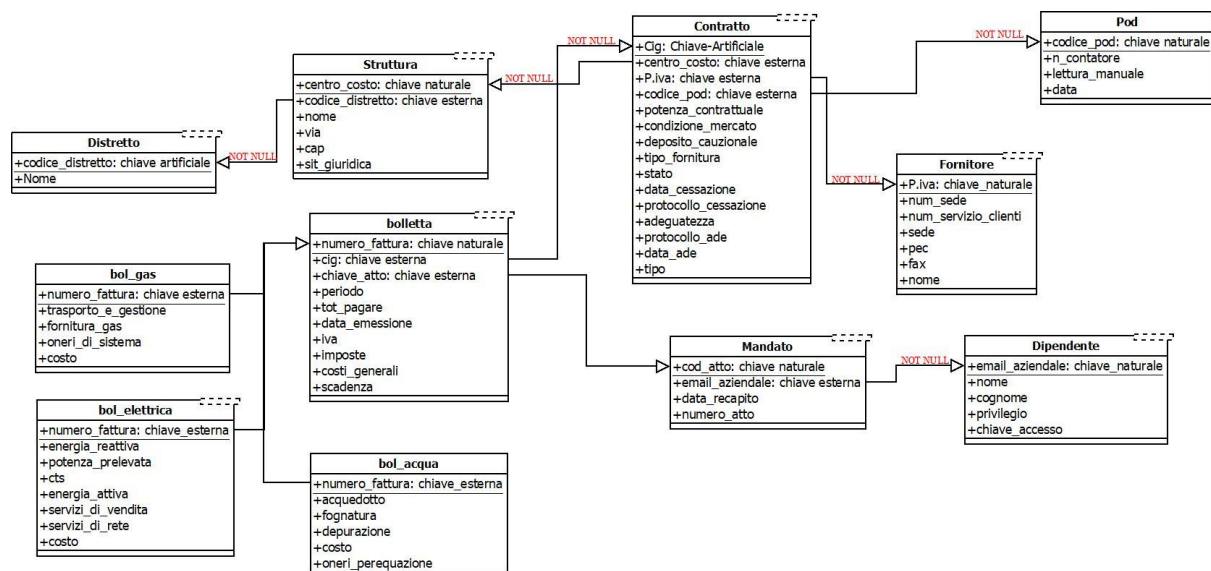 Contratto
+Cig: Chiave-Artificiale
+centro_costo: chiave esterna
+P.iva: chiave esterna
+codice_pod: chiave esterna
+potenza_contrattuale
+condizione_mercato
+deposito_cauzionale
+tipo_fornitura
+stato
+data_cessazione
+protocollo_cessazione
+adeguatezza
+protocollo_ade
+data_ade
+tipo
Pod
+codice_pod: chiave naturale
+n_contatore
+lettura_manuale
+data
Struttura
+centro_costo: chiave naturale
+codice_distretto: chiave esterna
+nome
+via
+cap
+sit_giuridica
Distretto
+codice_distretto: chiave artificiale
+Nome
Fornitore
+P.iva: chiave_naturale
+num_sede
+num_servizio_clienti
+sede
+pec
+fax
+nome
bolletta
+numero_fattura: chiave naturale
+cig: chiave esterna
+chiave_atto: chiave esterna
+periodo
+tot_pagare
+data_emissione
+iva
+imposte
+costi_generali
+scadenza
bol_gas
+numero_fattura: chiave esterna
+trasporto_e_gestione
+fornitura_gas
+oneri_di_sistema
+costo
Mandato
+cod_atto: chiave naturale
+email_aziendale: chiave esterna
+data_recapito
+numero_atto
Dipendente
+email_aziendale: chiave_naturale
+nome
+cognome
+privilegio
+chiave_accesso
bol_elettrica
+numero_fattura: chiave_esterna
+energia_reattiva
+potenza_prelevata
+cts
+energia_attiva
+servizi_di_vendita
+servizi_di_rete
+costo
bol_acqua
+numero_fattura: chiave_esterna
+acquedotto
+fognatura
+depurazione
+costo
+oneri_perequazione
NOT NULL
NOT NULL
NOT NULL
NOT NULL
NOT NULL
NOT NULL